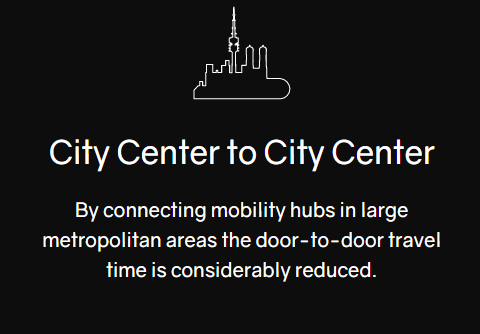 City Center to City Center
By connecting mobility hubs in large
metropolitan areas the door-to-door travel
time is considerably reduced.